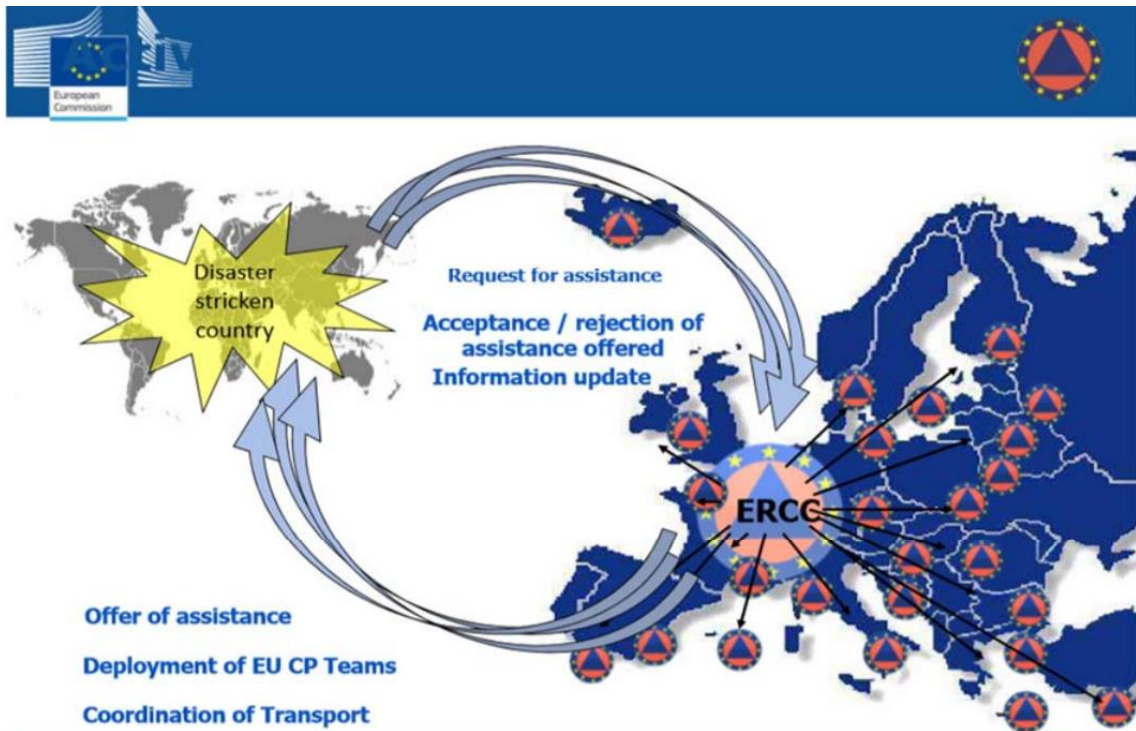 European
Commission
Disaster
stricken
country
Request for assistance
Acceptance / rejection of
assistance offered
Information update
ERCC
Offer of assistance
Deployment of EU CP Teams
Coordination of Transport